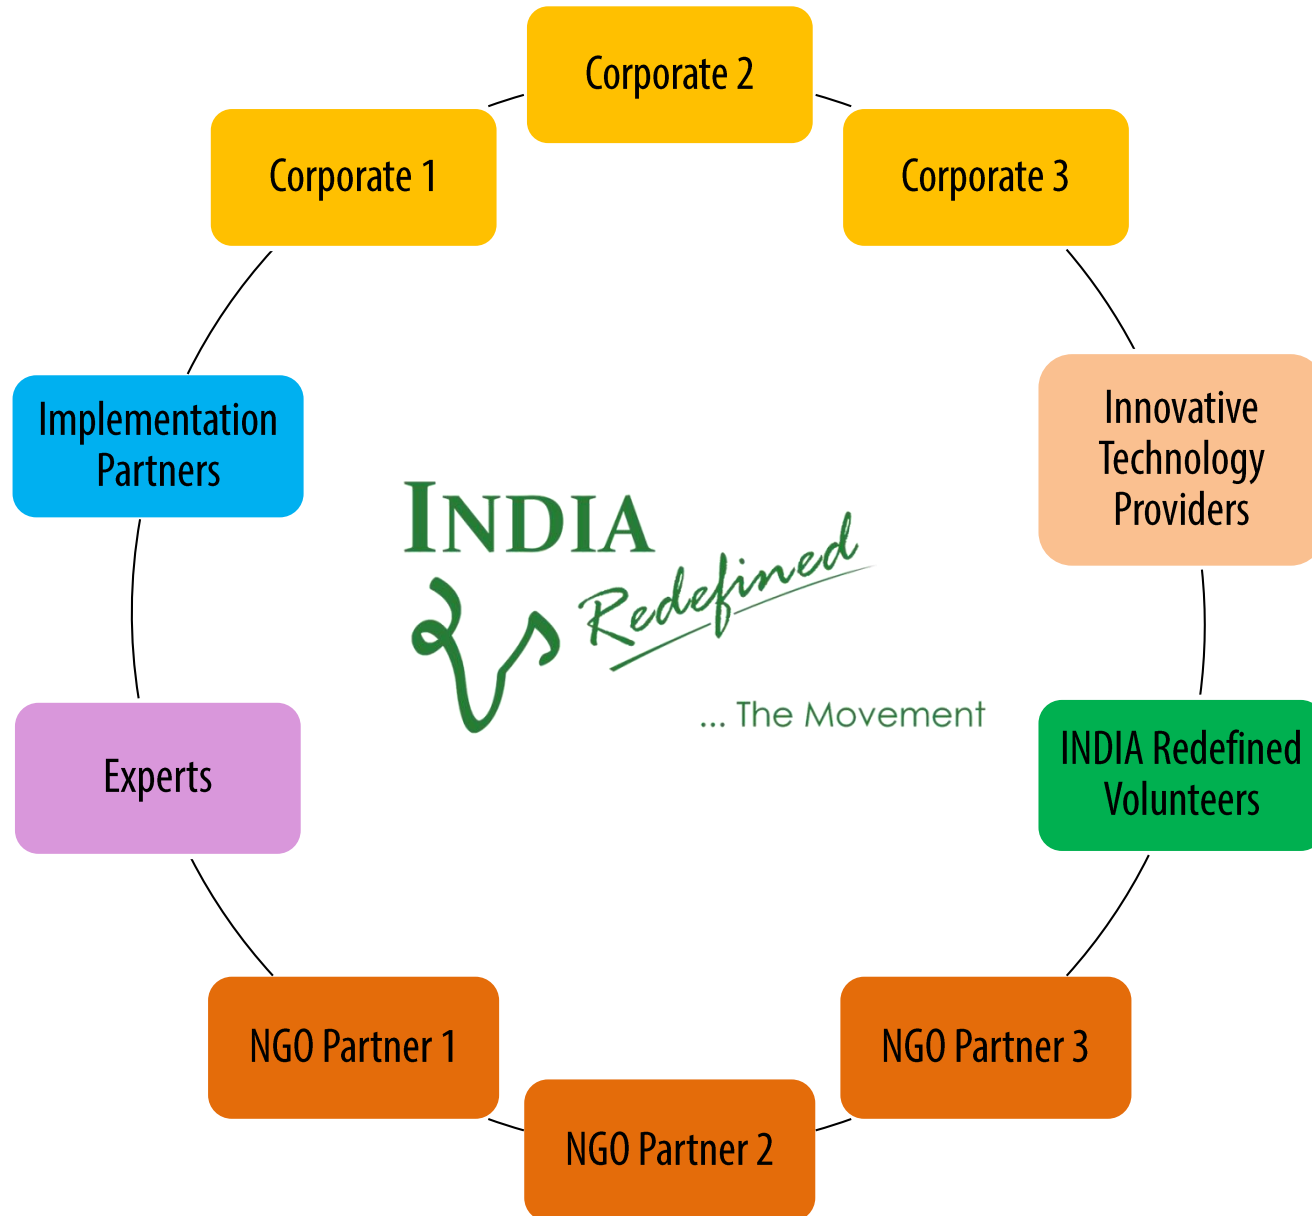 Corporate 2
Corporate 1
Corporate 3
Implementation
Partners
Innovative
Technology
Providers
INDIA
Redefined
... The Movement
Experts
INDIA Redefined
Volunteers
NGO Partner 1
NGO Partner 3
NGO Partner 2